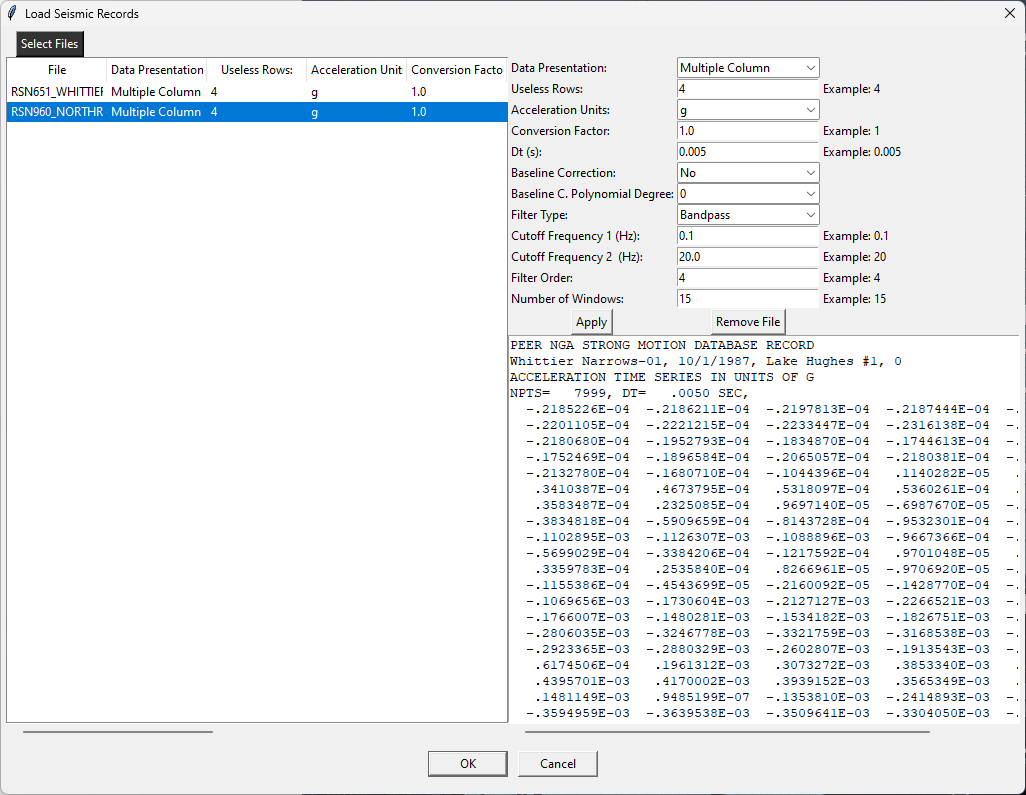 Load Seismic Records
Select Files
File Data Presentation Useless Rows: Acceleration Unit Conversion Facto
RSN651_WHITTIER Multiple Column 4 g 1.0
RSN960_NORTHR Multiple Column 4 g 1.0
Data Presentation: Multiple Column
Useless Rows: 4 Example: 4
Acceleration Units: g
Conversion Factor: 1.0 Example: 1
Dt (s): 0.005 Example: 0.005
Baseline Correction: No
Baseline C. Polynomial Degree: 0
Filter Type: Bandpass
Cutoff Frequency 1 (Hz): 0.1 Example: 0.1
Cutoff Frequency 2 (Hz): 20.0 Example: 20
Filter Order: 4 Example: 4
Number of Windows: 15 Example: 15
Apply Remove File
PEER NGA STRONG MOTION DATABASE RECORD
Whittier Narrows-01, 10/1/1987, Lake Hughes #1, 0
ACCELERATION TIME SERIES IN UNITS OF G
NPTS= 7999, DT= .0050 SEC,
-.2185226E-04 -.2186211E-04 -.2197813E-04 -.2187444E-04 -.
-.2201105E-04 -.2221215E-04 -.2233447E-04 -.2316138E-04 -.
-.2180680E-04 -.1952793E-04 -.1834870E-04 -.1744613E-04 -.
-.1752469E-04 -.1896584E-04 -.2065057E-04 -.2180381E-04 -.
-.2132780E-04 -.1680710E-04 -.1044396E-04 .1140282E-05 .
.3410387E-04 .4673795E-04 .5318097E-04 .5360261E-04 .
.3583487E-04 .2325085E-04 .9697140E-05 -.6987670E-05 -.
-.3834818E-04 -.5909659E-04 -.8143728E-04 -.9532301E-04 -.
-.1102895E-03 -.1126307E-03 -.1088896E-03 -.9667366E-04 -.
-.5699029E-04 -.3384206E-04 -.1217592E-04 .9701048E-05 .
.3359783E-04 .2535840E-04 .8266961E-05 -.9706920E-05 -.
-.1155386E-04 -.4543699E-05 -.2160092E-05 -.1428770E-04 -.
-.1069656E-03 -.1730604E-03 -.2127127E-03 -.2266521E-03 -.
-.1766007E-03 -.1480281E-03 -.1534182E-03 -.1826751E-03 -.
-.2806035E-03 -.3246778E-03 -.3321759E-03 -.3168538E-03 -.
-.2923365E-03 -.2880329E-03 -.2602807E-03 -.1913543E-03 -.
.6174506E-04 .1961312E-03 .3073272E-03 .3853340E-03 .
.4395701E-03 .4170002E-03 .3939152E-03 .3565349E-03 .
.1481149E-03 .9485199E-07 -.1353810E-03 -.2414893E-03 -.
-.3594959E-03 -.3639538E-03 -.3509641E-03 -.3304050E-03 -.
OK Cancel